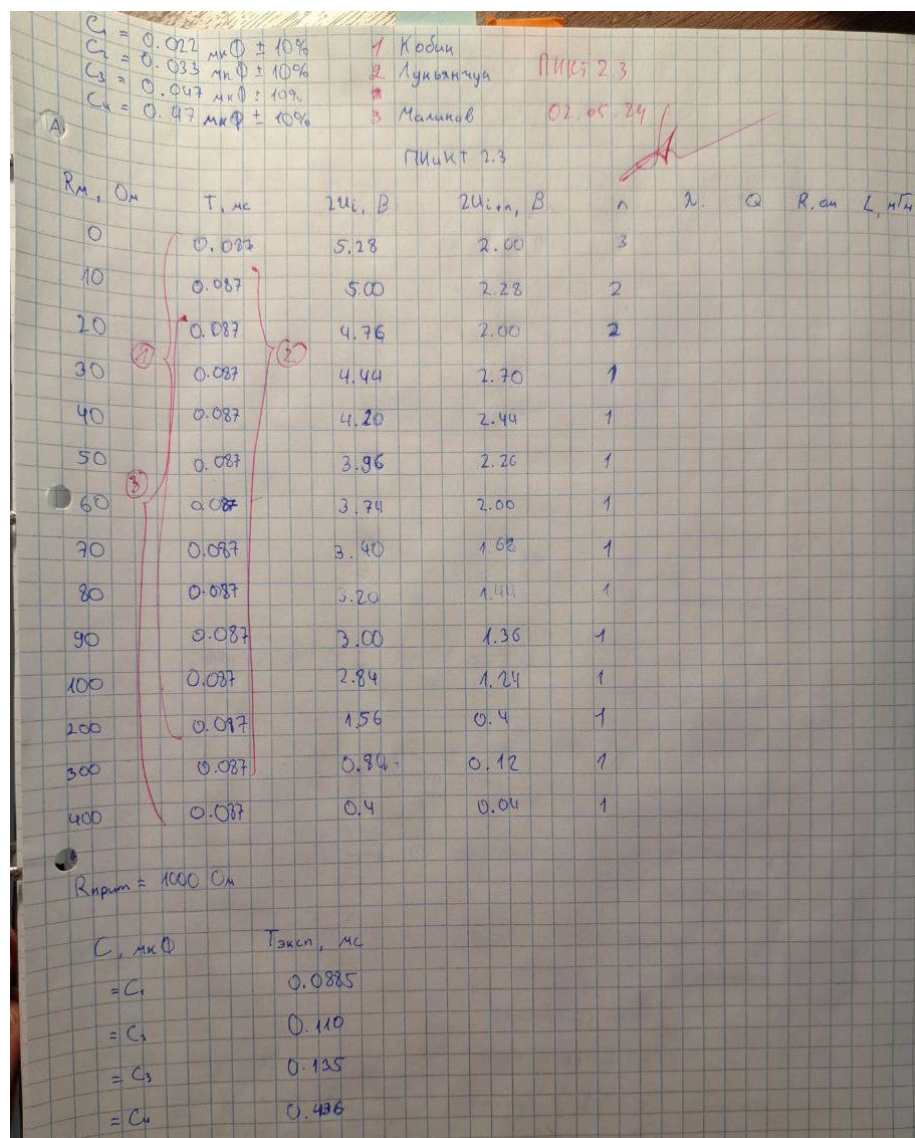 C₁ = 0.022 мкФ ± 10% 1 Кобик
C₂ = 0.033 мкФ ± 10% 2 Лукьянчук ПИКТ 2.3
C₃ = 0.047 мкФ ± 10%
C₄ = 0.47 мкФ ± 10% 3 Малинов 02.05.24
A
ПИиКТ 2.3
Rм, Ом T, мс 2Ui, В 2Ui+n, В n λ. Q R, ом L, мГн
0 0.087 5.28 2.00 3
10 0.087 5.00 2.28 2
20 0.087 4.76 2.00 2
30 1 0.087 2 4.44 2.70 1
40 0.087 4.20 2.44 1
50 0.087 3.96 2.26 1
60 3 0.087 3.74 2.00 1
70 0.087 3.40 1.62 1
80 0.087 3.20 1.44 1
90 0.087 3.00 1.36 1
100 0.087 2.84 1.24 1
200 0.087 1.56 0.4 1
300 0.087 0.84 0.12 1
400 0.087 0.4 0.04 1
Rкрит = 1000 Ом
C, мкФ Tэксп, мс
= C₁ 0.0885
= C₂ 0.110
= C₃ 0.135
= C₄ 0.436